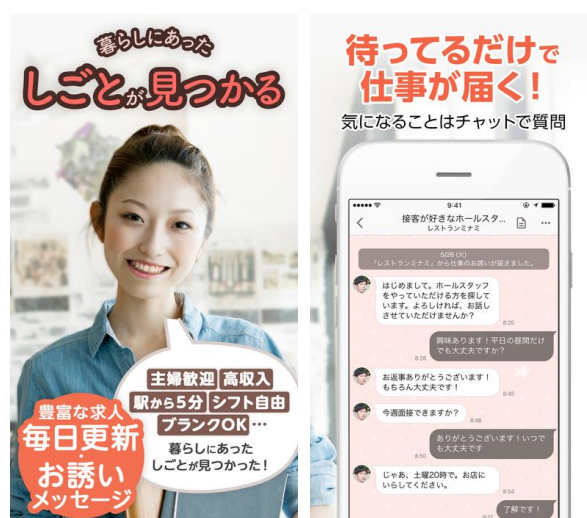 暮らしにあった
しごとが見つかる
主婦歓迎 高収入
駅から5分 シフト自由
ブランクOK…
暮らしにあった
しごとが見つかった!
豊富な求人
毎日更新
・
お誘い
メッセージ
待ってるだけで
仕事が届く!
気になることはチャットで質問
9:41
接客が好きなホールスタ...
レストランミナミ
5/26 (火)
「レストランミナミ」から仕事のお誘いが届きました。
はじめまして。ホールスタッフ
をやっていただける方を探して
います。よろしければ、お話し
させていただけませんか?
8:25
興味あります!平日の昼間だけ
でも大丈夫ですか?
8:28
お返事ありがとうございます!
もちろん大丈夫です!
8:45
今週面接できますか?
8:46
ありがとうございます!いつで
も大丈夫です
8:50
じゃあ、土曜20時。お店に
いらしてください。
8:54
了解です!